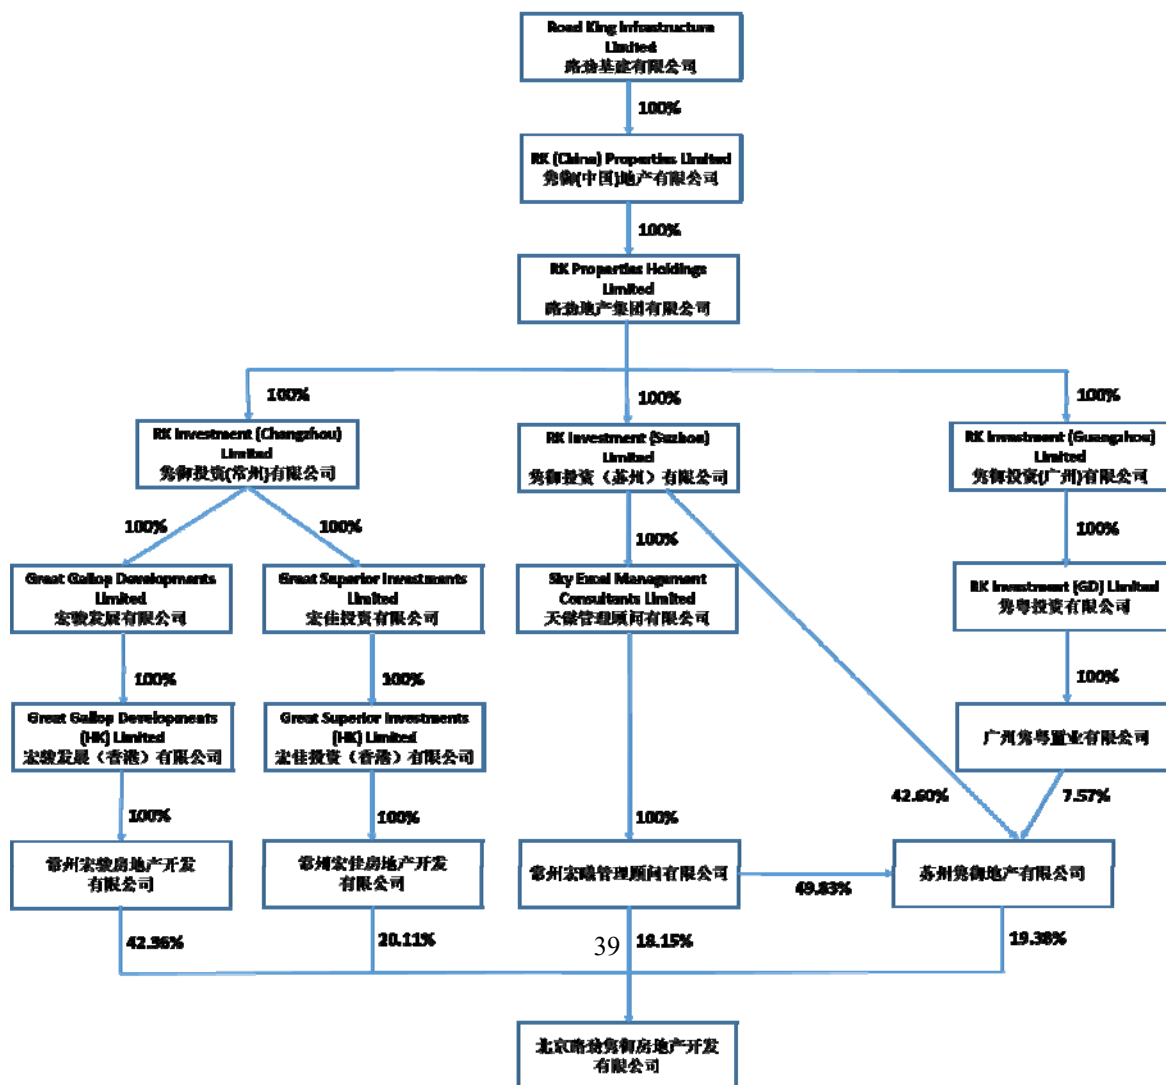 Road King Infrastructure
Limited
路劲基建有限公司
100%
RK (China) Properties Limited
隽御(中国)地产有限公司
100%
RK Properties Holdings
Limited
路劲地产集团有限公司
100%
100%
100%
RK Investment (Changzhou)
Limited
隽御投资(常州)有限公司
RK Investment (Suzhou)
Limited
隽御投资（苏州）有限公司
RK Investment (Guangzhou)
Limited
隽御投资(广州)有限公司
100%
100%
100%
100%
Great Gallop Developments
Limited
宏骏发展有限公司
Great Superior Investments
Limited
宏佳投资有限公司
Sky Excel Management
Consultants Limited
天傑管理顾问有限公司
RK Investment (GD) Limited
隽粤投资有限公司
100%
100%
100%
Great Gallop Developments
(HK) Limited
宏骏发展（香港）有限公司
Great Superior Investments
(HK) Limited
宏佳投资（香港）有限公司
广州隽粤置业有限公司
42.60%
7.57%
100%
100%
100%
常州宏骏房地产开发
有限公司
常州宏佳房地产开发
有限公司
常州宏曦管理顾问有限公司
49.83%
苏州隽御地产有限公司
42.36%
20.11%
39
18.15%
19.38%
北京路劲隽御房地产开发
有限公司